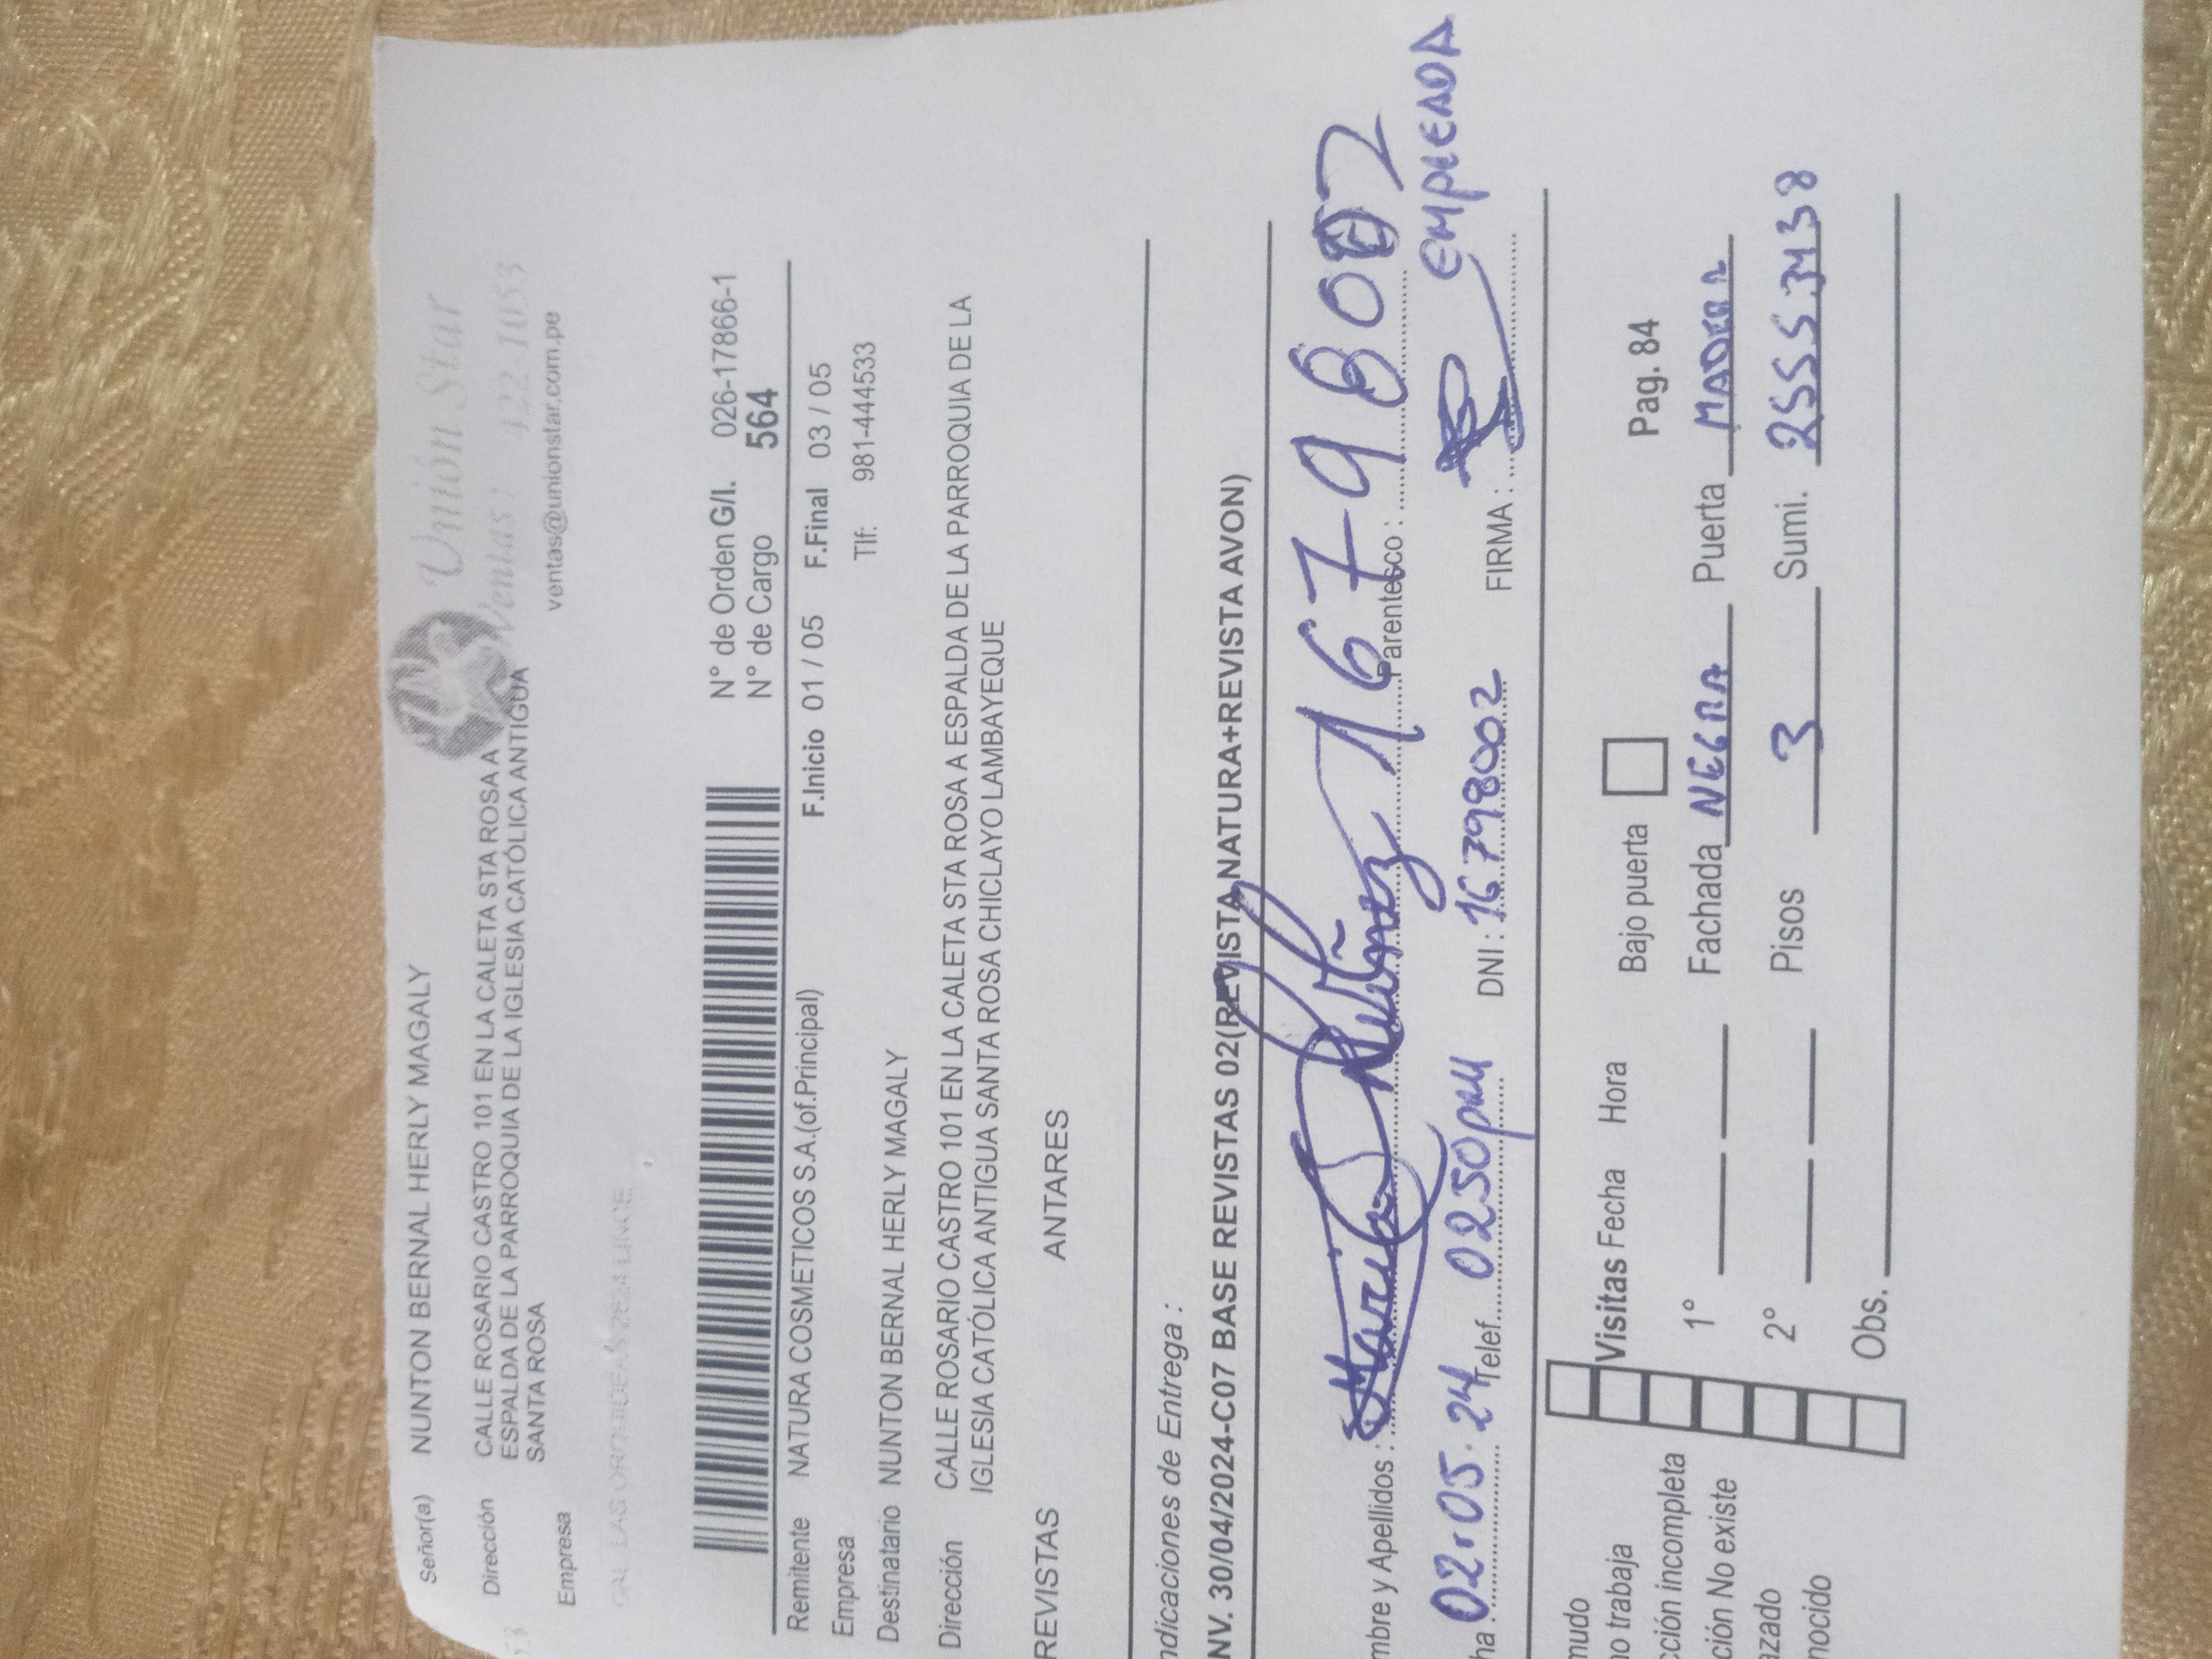 Unión Star
Ventas: 422 1053
ventas@unionstar.com.pe
Señor(a) NUNTON BERNAL HERLY MAGALY
Dirección CALLE ROSARIO CASTRO 101 EN LA CALETA STA ROSA A
ESPALDA DE LA PARROQUIA DE LA IGLESIA CATÓLICA ANTIGUA
SANTA ROSA
Empresa
CAL LAS ORQUIDEAS 2624 LINCE
N° de Orden G/I. 026-17866-1
N° de Cargo 564
F.Inicio 01 / 05 F.Final 03 / 05
Remitente NATURA COSMETICOS S.A.(of.Principal)
Empresa Tlf: 981-444533
Destinatario NUNTON BERNAL HERLY MAGALY
Dirección CALLE ROSARIO CASTRO 101 EN LA CALETA STA ROSA A ESPALDA DE LA PARROQUIA DE LA
IGLESIA CATÓLICA ANTIGUA SANTA ROSA CHICLAYO LAMBAYEQUE
REVISTAS ANTARES
ndicaciones de Entrega :
NV. 30/04/2024-C07 BASE REVISTAS 02(REVISTA NATURA+REVISTA AVON)
mbre y Apellidos : 16798002
Parentesco :
ha 02.05.24 Telef. 0250pm DNI : 16798002 FIRMA :
mudo
no trabaja Visitas Fecha Hora Bajo puerta Pag. 84
cción incompleta
ción No existe 1° Fachada NEGRA Puerta MADERA
azado 2° Pisos 3 Sumi. 25553438
nocido Obs.